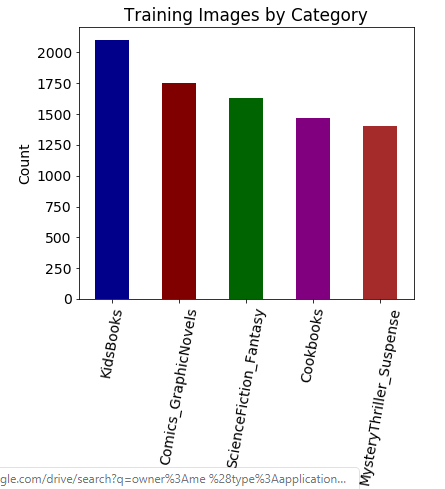 Training Images by Category
Count
2000
1750
1500
1250
1000
750
500
250
0
KidsBooks
Comics_GraphicNovels
ScienceFiction_Fantasy
Cookbooks
MysteryThriller_Suspense
gle.com/drive/search?q=owner%3Ame %28type%3Aapplication...